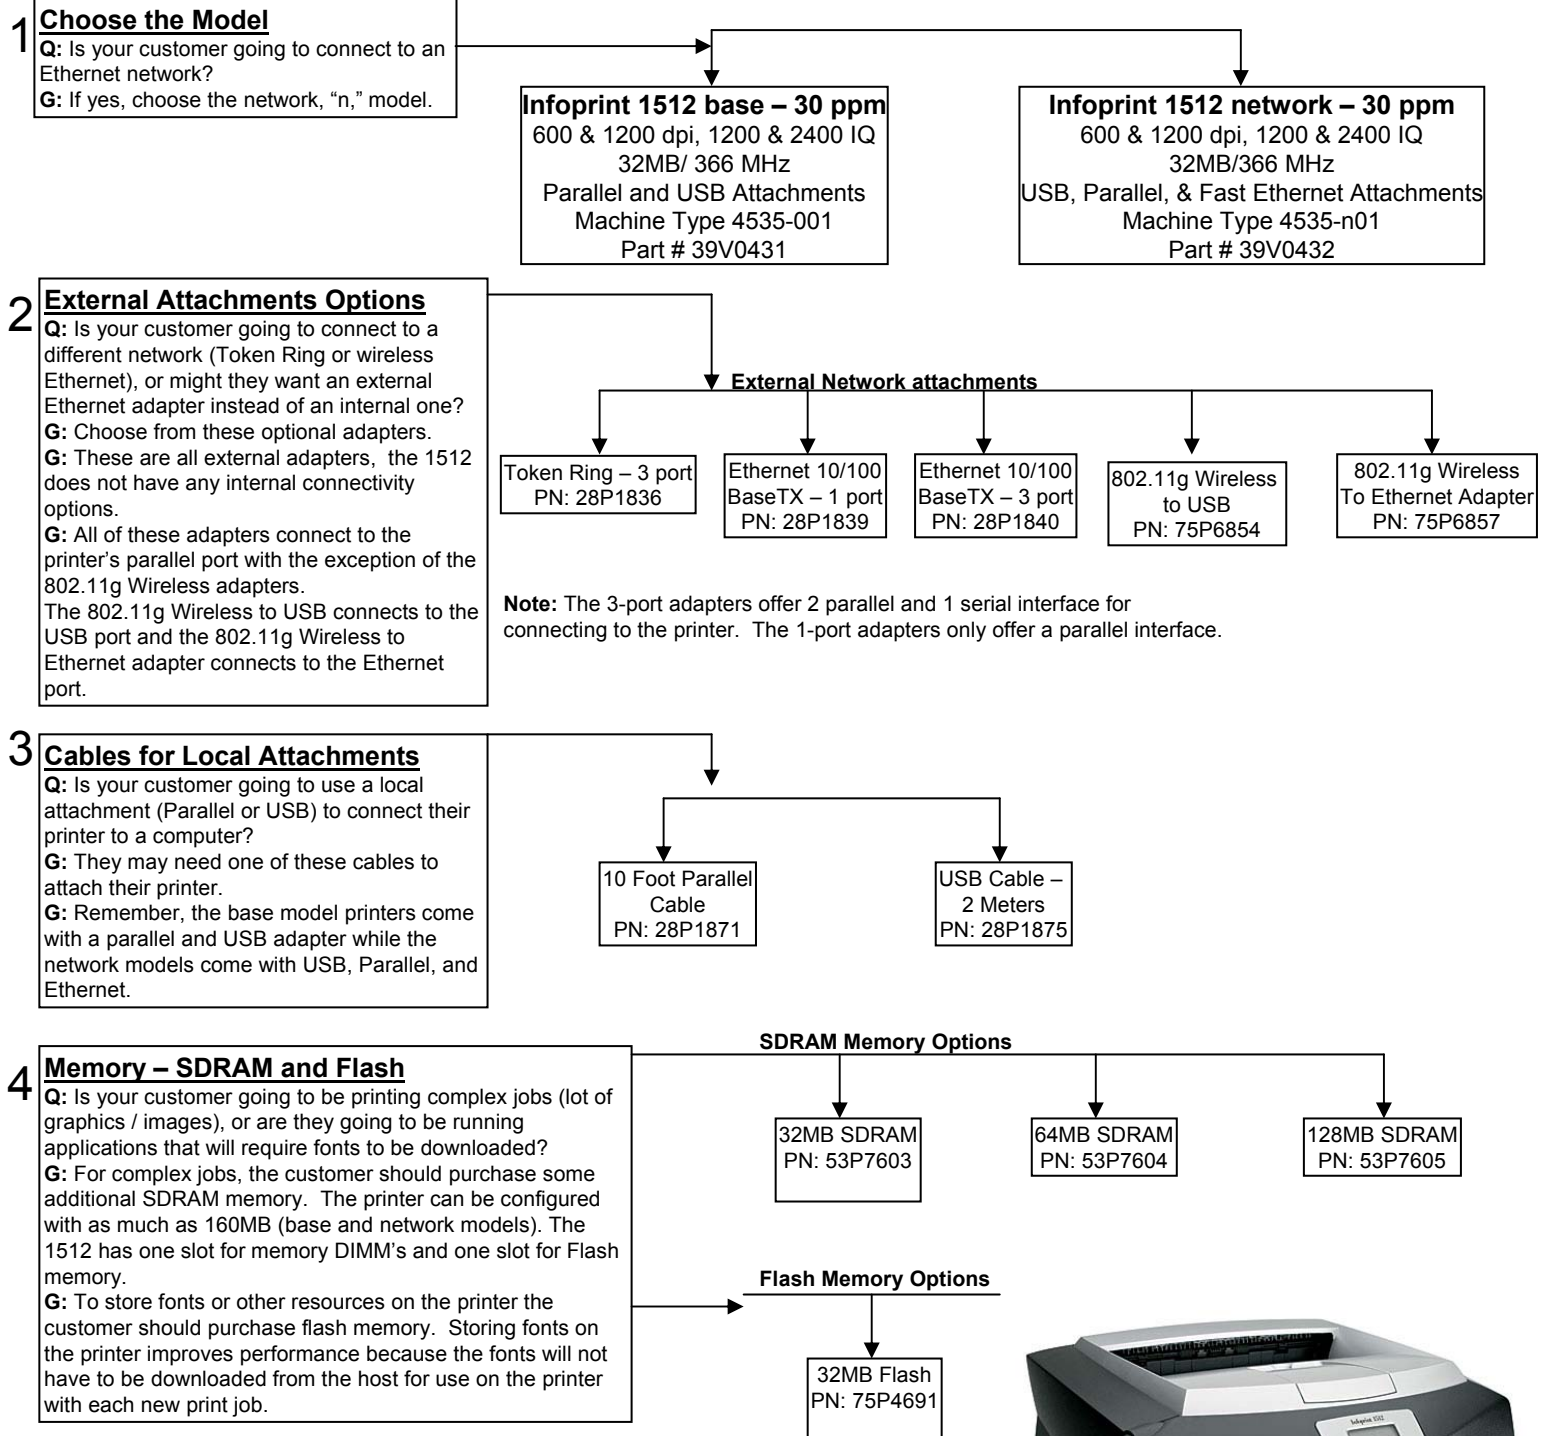 1
Choose the Model
Q: Is your customer going to connect to an
Ethernet network?
G: If yes, choose the network, “n,” model.
Infoprint 1512 base – 30 ppm
600 & 1200 dpi, 1200 & 2400 IQ
32MB/ 366 MHz
Parallel and USB Attachments
Machine Type 4535-001
Part # 39V0431
Infoprint 1512 network – 30 ppm
600 & 1200 dpi, 1200 & 2400 IQ
32MB/366 MHz
USB, Parallel, & Fast Ethernet Attachments
Machine Type 4535-n01
Part # 39V0432
2
External Attachments Options
Q: Is your customer going to connect to a
different network (Token Ring or wireless
Ethernet), or might they want an external
Ethernet adapter instead of an internal one?
G: Choose from these optional adapters.
G: These are all external adapters, the 1512
does not have any internal connectivity
options.
G: All of these adapters connect to the
printer’s parallel port with the exception of the
802.11g Wireless adapters.
The 802.11g Wireless to USB connects to the
USB port and the 802.11g Wireless to
Ethernet adapter connects to the Ethernet
port.
External Network attachments
Token Ring – 3 port
PN: 28P1836
Ethernet 10/100
BaseTX – 1 port
PN: 28P1839
Ethernet 10/100
BaseTX – 3 port
PN: 28P1840
802.11g Wireless
to USB
PN: 75P6854
802.11g Wireless
To Ethernet Adapter
PN: 75P6857
Note: The 3-port adapters offer 2 parallel and 1 serial interface for
connecting to the printer. The 1-port adapters only offer a parallel interface.
3
Cables for Local Attachments
Q: Is your customer going to use a local
attachment (Parallel or USB) to connect their
printer to a computer?
G: They may need one of these cables to
attach their printer.
G: Remember, the base model printers come
with a parallel and USB adapter while the
network models come with USB, Parallel, and
Ethernet.
10 Foot Parallel
Cable
PN: 28P1871
USB Cable –
2 Meters
PN: 28P1875
4
Memory – SDRAM and Flash
Q: Is your customer going to be printing complex jobs (lot of
graphics / images), or are they going to be running
applications that will require fonts to be downloaded?
G: For complex jobs, the customer should purchase some
additional SDRAM memory. The printer can be configured
with as much as 160MB (base and network models). The
1512 has one slot for memory DIMM’s and one slot for Flash
memory.
G: To store fonts or other resources on the printer the
customer should purchase flash memory. Storing fonts on
the printer improves performance because the fonts will not
have to be downloaded from the host for use on the printer
with each new print job.
SDRAM Memory Options
32MB SDRAM
PN: 53P7603
64MB SDRAM
PN: 53P7604
128MB SDRAM
PN: 53P7605
Flash Memory Options
32MB Flash
PN: 75P4691
Infoprint 1512